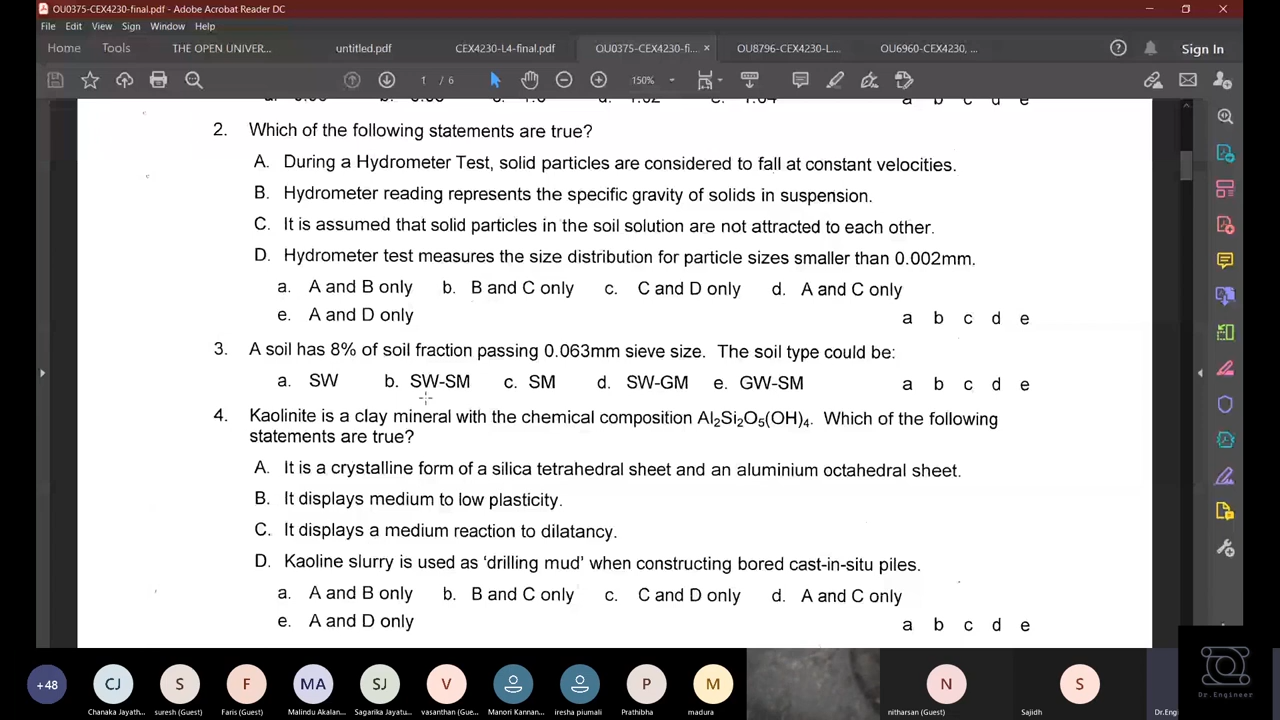 OU0375-CEX4230-final.pdf - Adobe Acrobat Reader DC
File Edit View Sign Window Help
Home Tools THE OPEN UNIVER... untitled.pdf CEX4230-L4-final.pdf OU0375-CEX4230-fi... × OU8796-CEX4230-L... OU6960-CEX4230, ... Sign In
1 / 6 150%
a b c d e
2. Which of the following statements are true?
A. During a Hydrometer Test, solid particles are considered to fall at constant velocities.
B. Hydrometer reading represents the specific gravity of solids in suspension.
C. It is assumed that solid particles in the soil solution are not attracted to each other.
D. Hydrometer test measures the size distribution for particle sizes smaller than 0.002mm.
a. A and B only b. B and C only c. C and D only d. A and C only
e. A and D only a b c d e
3. A soil has 8% of soil fraction passing 0.063mm sieve size. The soil type could be:
a. SW b. SW-SM c. SM d. SW-GM e. GW-SM a b c d e
4. Kaolinite is a clay mineral with the chemical composition Al₂Si₂O₅(OH)₄. Which of the following
statements are true?
A. It is a crystalline form of a silica tetrahedral sheet and an aluminium octahedral sheet.
B. It displays medium to low plasticity.
C. It displays a medium reaction to dilatancy.
D. Kaoline slurry is used as 'drilling mud' when constructing bored cast-in-situ piles.
a. A and B only b. B and C only c. C and D only d. A and C only
e. A and D only a b c d e
+48 CJ S F MA SJ V P M N S
Chanaka Jayath... suresh (Guest) Faris (Guest) Malindu Akalan... Sagarika Jayatu... vasanthan (Gue... Manori Kannan... iresha piumali Prathibha madura nitharsan (Guest) Sajidh Dr.Eng
Dr.Engineer